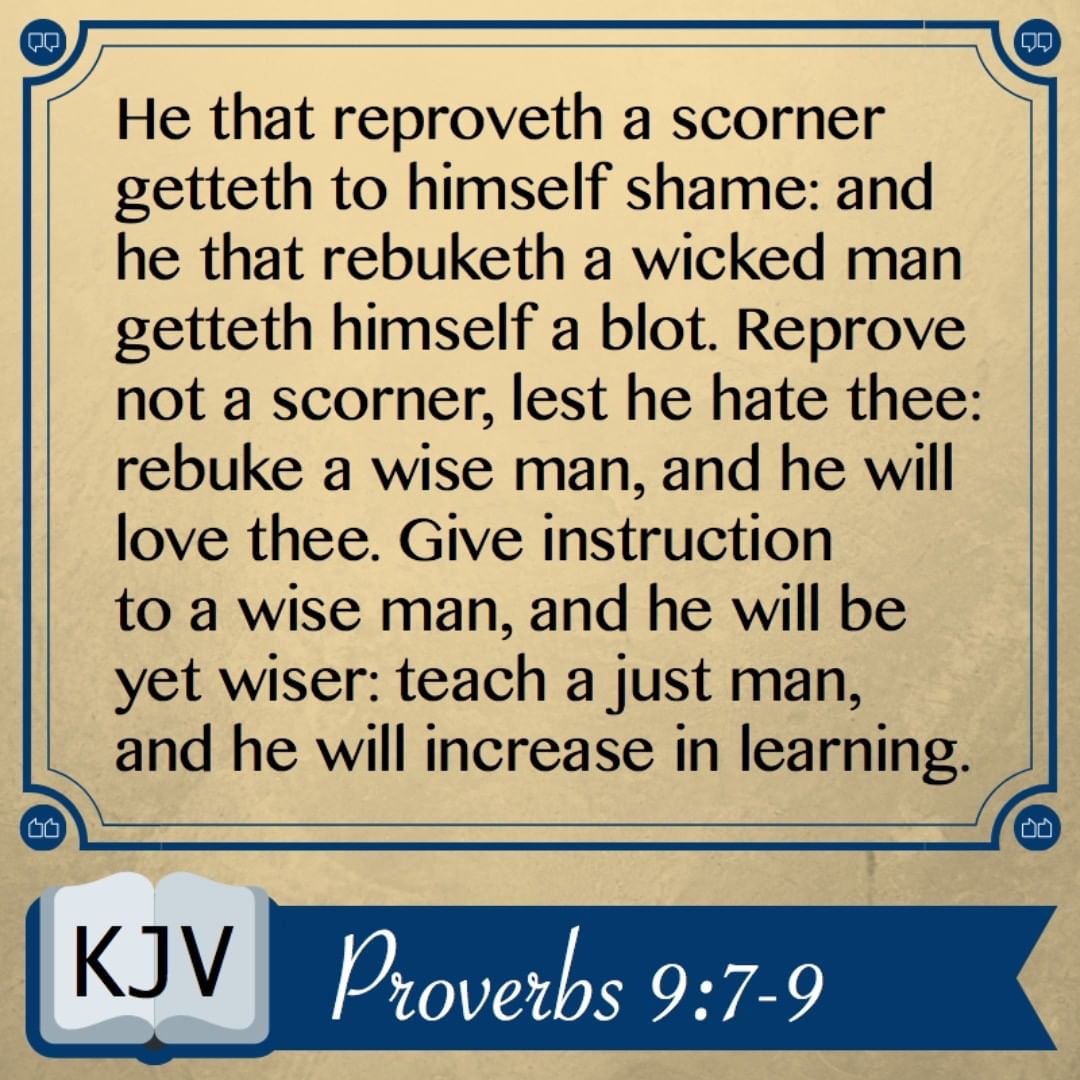 He that reproveth a scorner
getteth to himself shame: and
he that rebuketh a wicked man
getteth himself a blot. Reprove
not a scorner, lest he hate thee:
rebuke a wise man, and he will
love thee. Give instruction
to a wise man, and he will be
yet wiser: teach a just man,
and he will increase in learning.
KJV
Proverbs 9:7-9